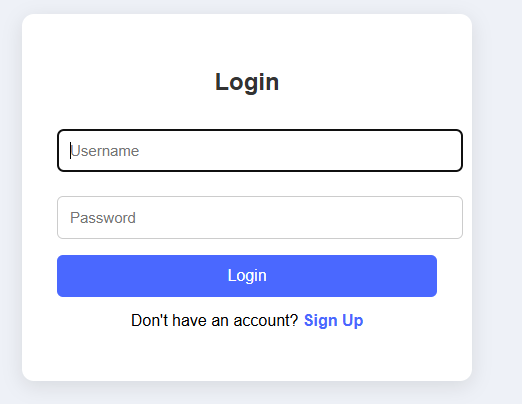 Login
Username
Password
Login
Don't have an account? Sign Up